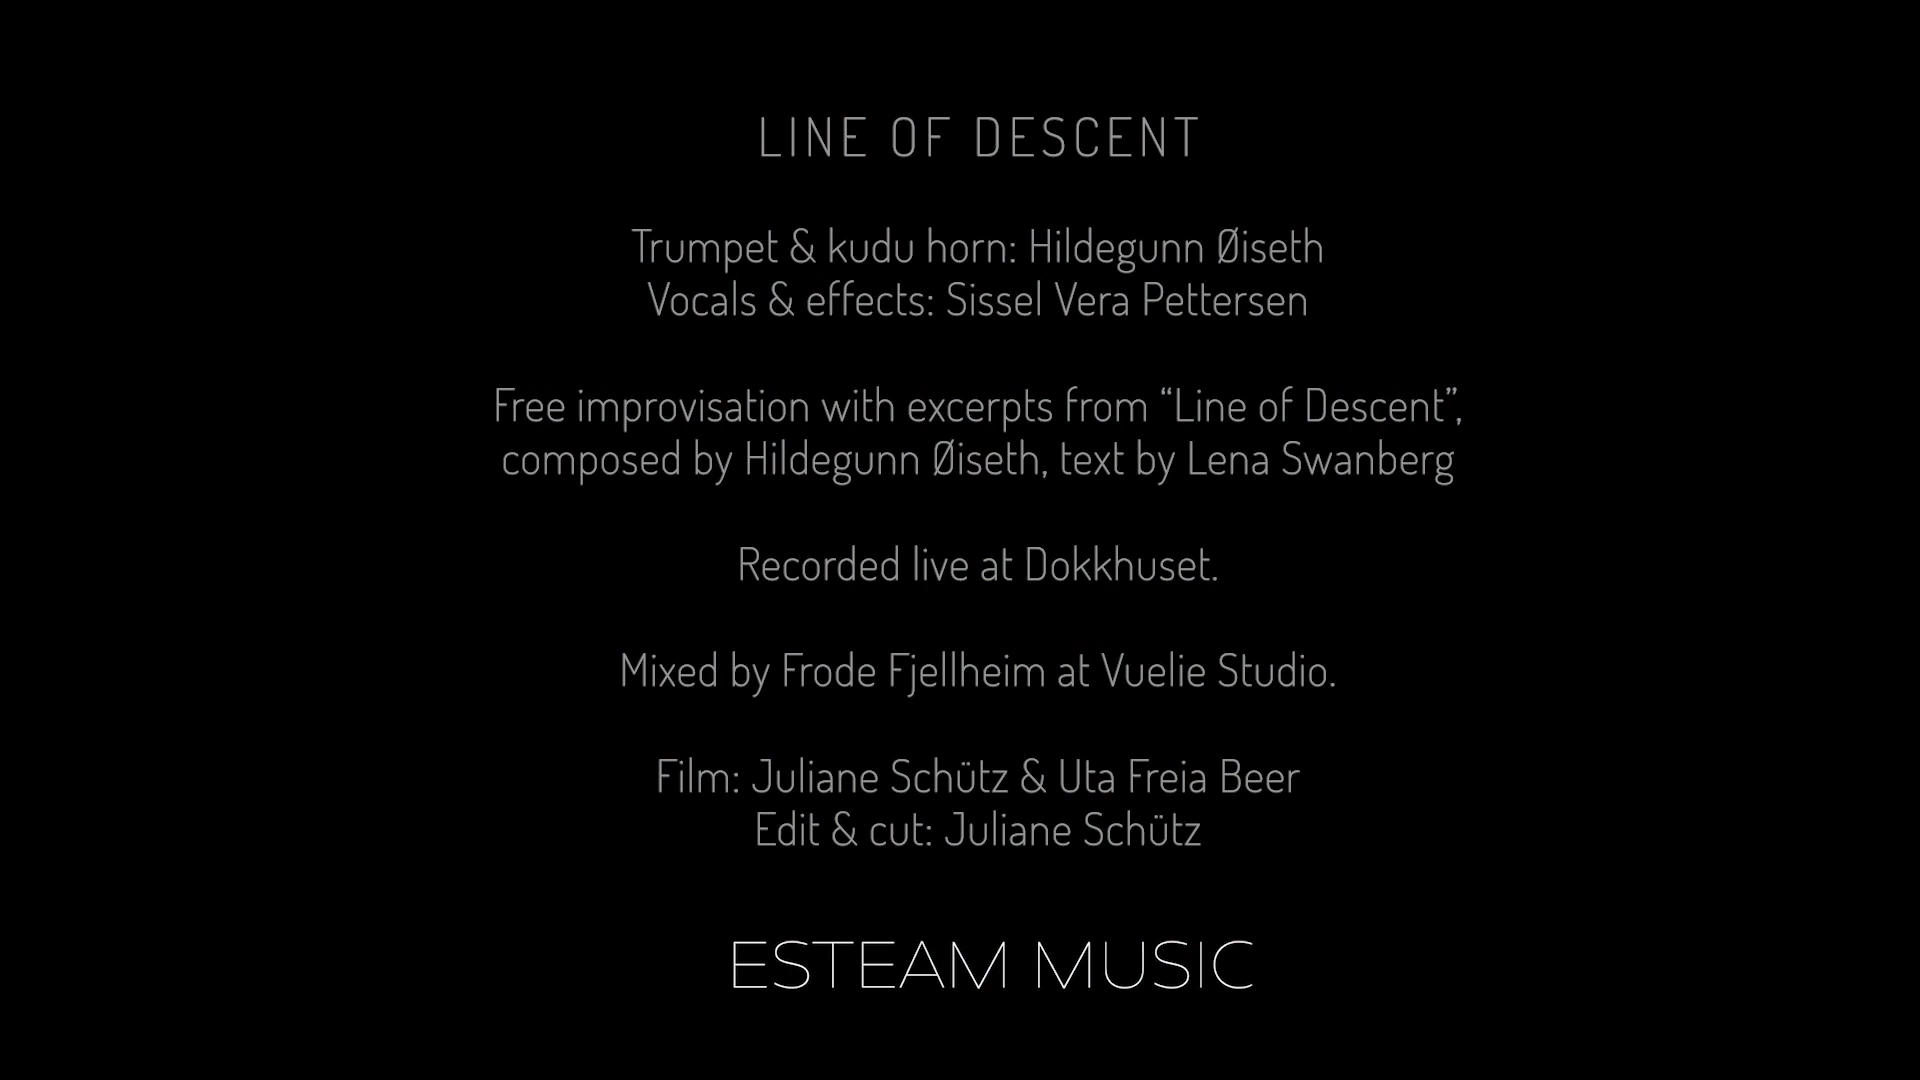 LINE OF DESCENT
Trumpet & kudu horn: Hildegunn Øiseth
Vocals & effects: Sissel Vera Pettersen
Free improvisation with excerpts from “Line of Descent”,
composed by Hildegunn Øiseth, text by Lena Swanberg
Recorded live at Dokkhuset.
Mixed by Frode Fjellheim at Vuelie Studio.
Film: Juliane Schütz & Uta Freia Beer
Edit & cut: Juliane Schütz
ESTEAM MUSIC